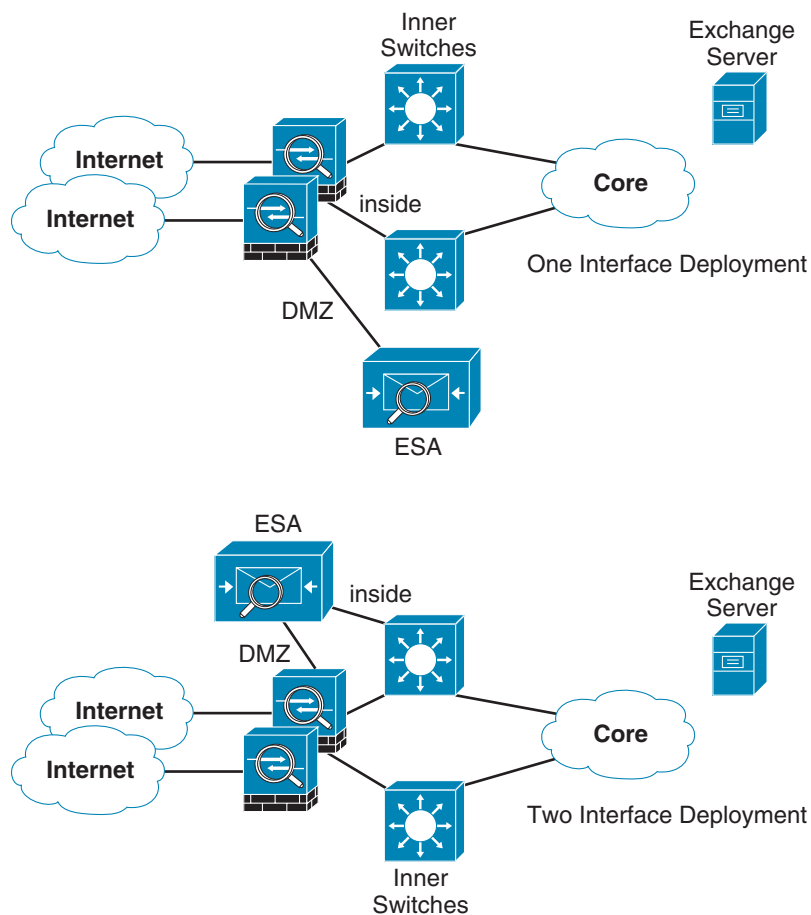 Inner
Switches
Exchange
Server
Internet
Internet
Core
inside
One Interface Deployment
DMZ
ESA
ESA
inside
Exchange
Server
DMZ
Internet
Internet
Core
Two Interface Deployment
Inner
Switches